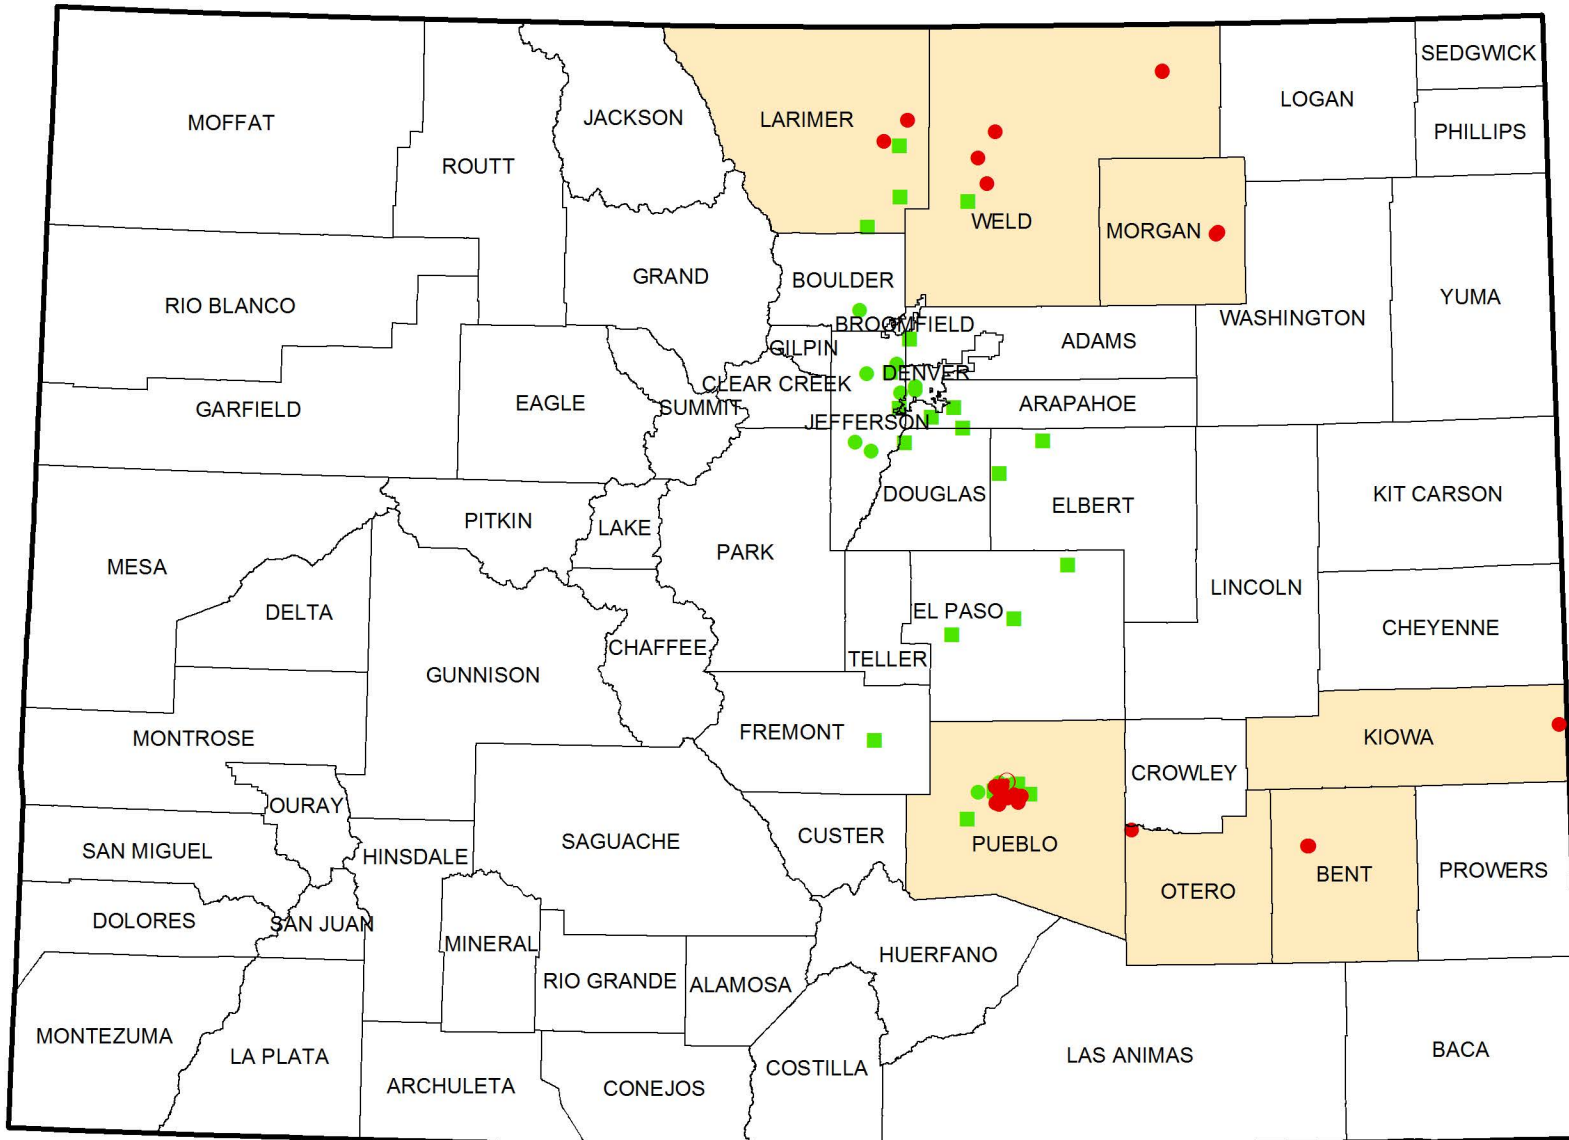 SEDGWICK
LOGAN
JACKSON
LARIMER
MOFFAT
PHILLIPS
ROUTT
WELD
MORGAN
GRAND
BOULDER
YUMA
RIO BLANCO
WASHINGTON
BROOMFIELD
ADAMS
GILPIN
DENVER
CLEAR CREEK
EAGLE
ARAPAHOE
SUMMIT
GARFIELD
JEFFERSON
DOUGLAS
KIT CARSON
ELBERT
PITKIN
LAKE
PARK
MESA
LINCOLN
DELTA
EL PASO
CHEYENNE
CHAFFEE
TELLER
GUNNISON
FREMONT
MONTROSE
KIOWA
CROWLEY
OURAY
CUSTER
SAGUACHE
PUEBLO
SAN MIGUEL
HINSDALE
BENT
PROWERS
OTERO
DOLORES
SAN JUAN
MINERAL
HUERFANO
RIO GRANDE
ALAMOSA
MONTEZUMA
LA PLATA
LAS ANIMAS
BACA
COSTILLA
ARCHULETA
CONEJOS